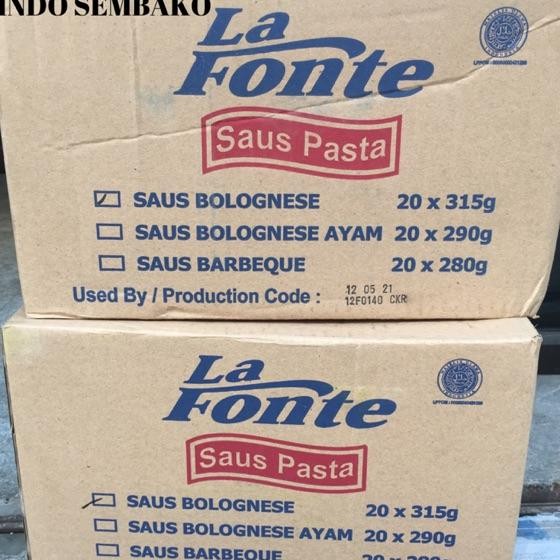 INDO SEMBAKO
La
Fonte
Saus Pasta
SAUS BOLOGNESE 20 x 315g
SAUS BOLOGNESE AYAM 20 x 290g
SAUS BARBEQUE 20 x 280g
Used By / Production Code : 12 05 21
12F0140 CKR
La
Fonte
Saus Pasta
SAUS BOLOGNESE 20 x 315g
SAUS BOLOGNESE AYAM 20 x 290g
SAUS BARBEQUE